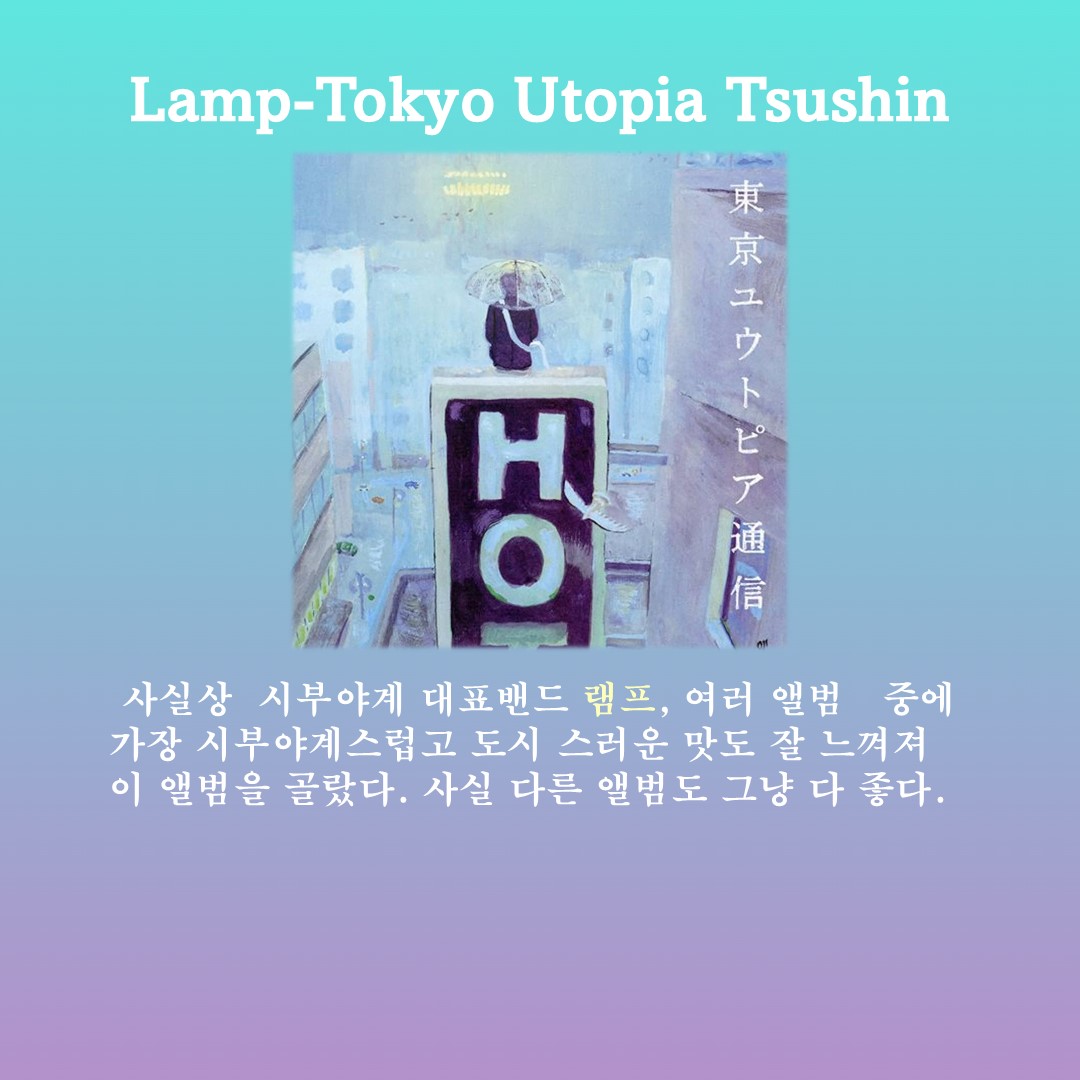 Lamp-Tokyo Utopia Tsushin
東京ユウトピア通信
HO
사실상 시부야계 대표밴드 램프, 여러 앨범 중에
가장 시부야계스럽고 도시 스러운 맛도 잘 느껴져
이 앨범을 골랐다. 사실 다른 앨범도 그냥 다 좋다.